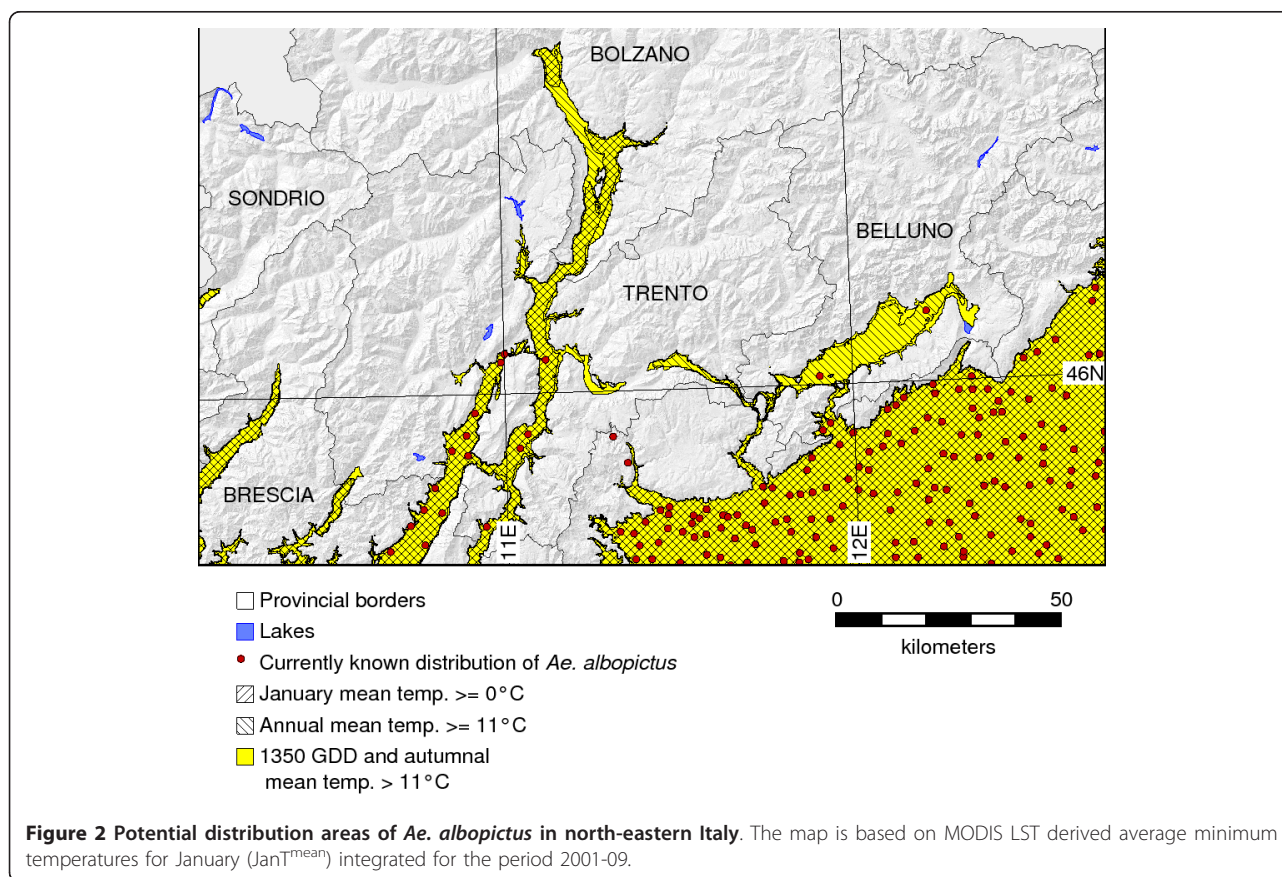 BOLZANO
SONDRIO
BELLUNO
TRENTO
46N
BRESCIA
11E
12E
Provincial borders
Lakes
Currently known distribution of Ae. albopictus
January mean temp. >= 0°C
Annual mean temp. >= 11°C
1350 GDD and autumnal
mean temp. > 11°C
0 50
kilometers
Figure 2 Potential distribution areas of Ae. albopictus in north-eastern Italy. The map is based on MODIS LST derived average minimum
temperatures for January (JanTmean) integrated for the period 2001-09.